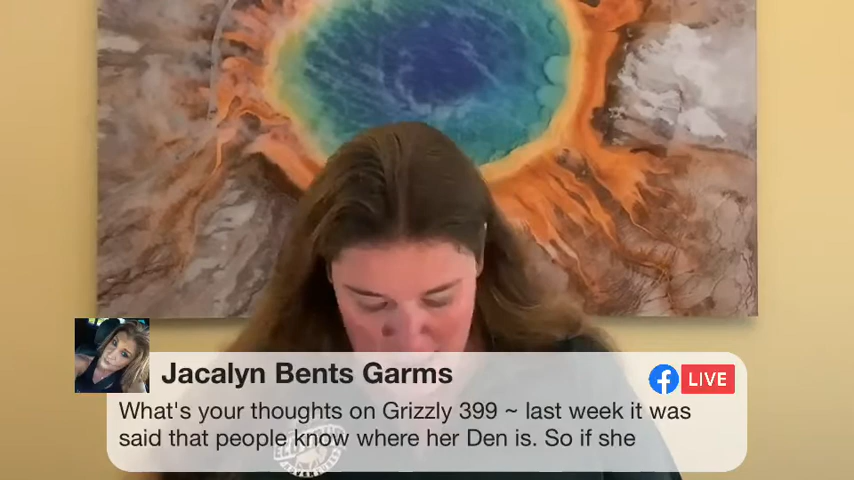 Jacalyn Bents Garms
LIVE
What's your thoughts on Grizzly 399 ~ last week it was
said that people know where her Den is. So if she